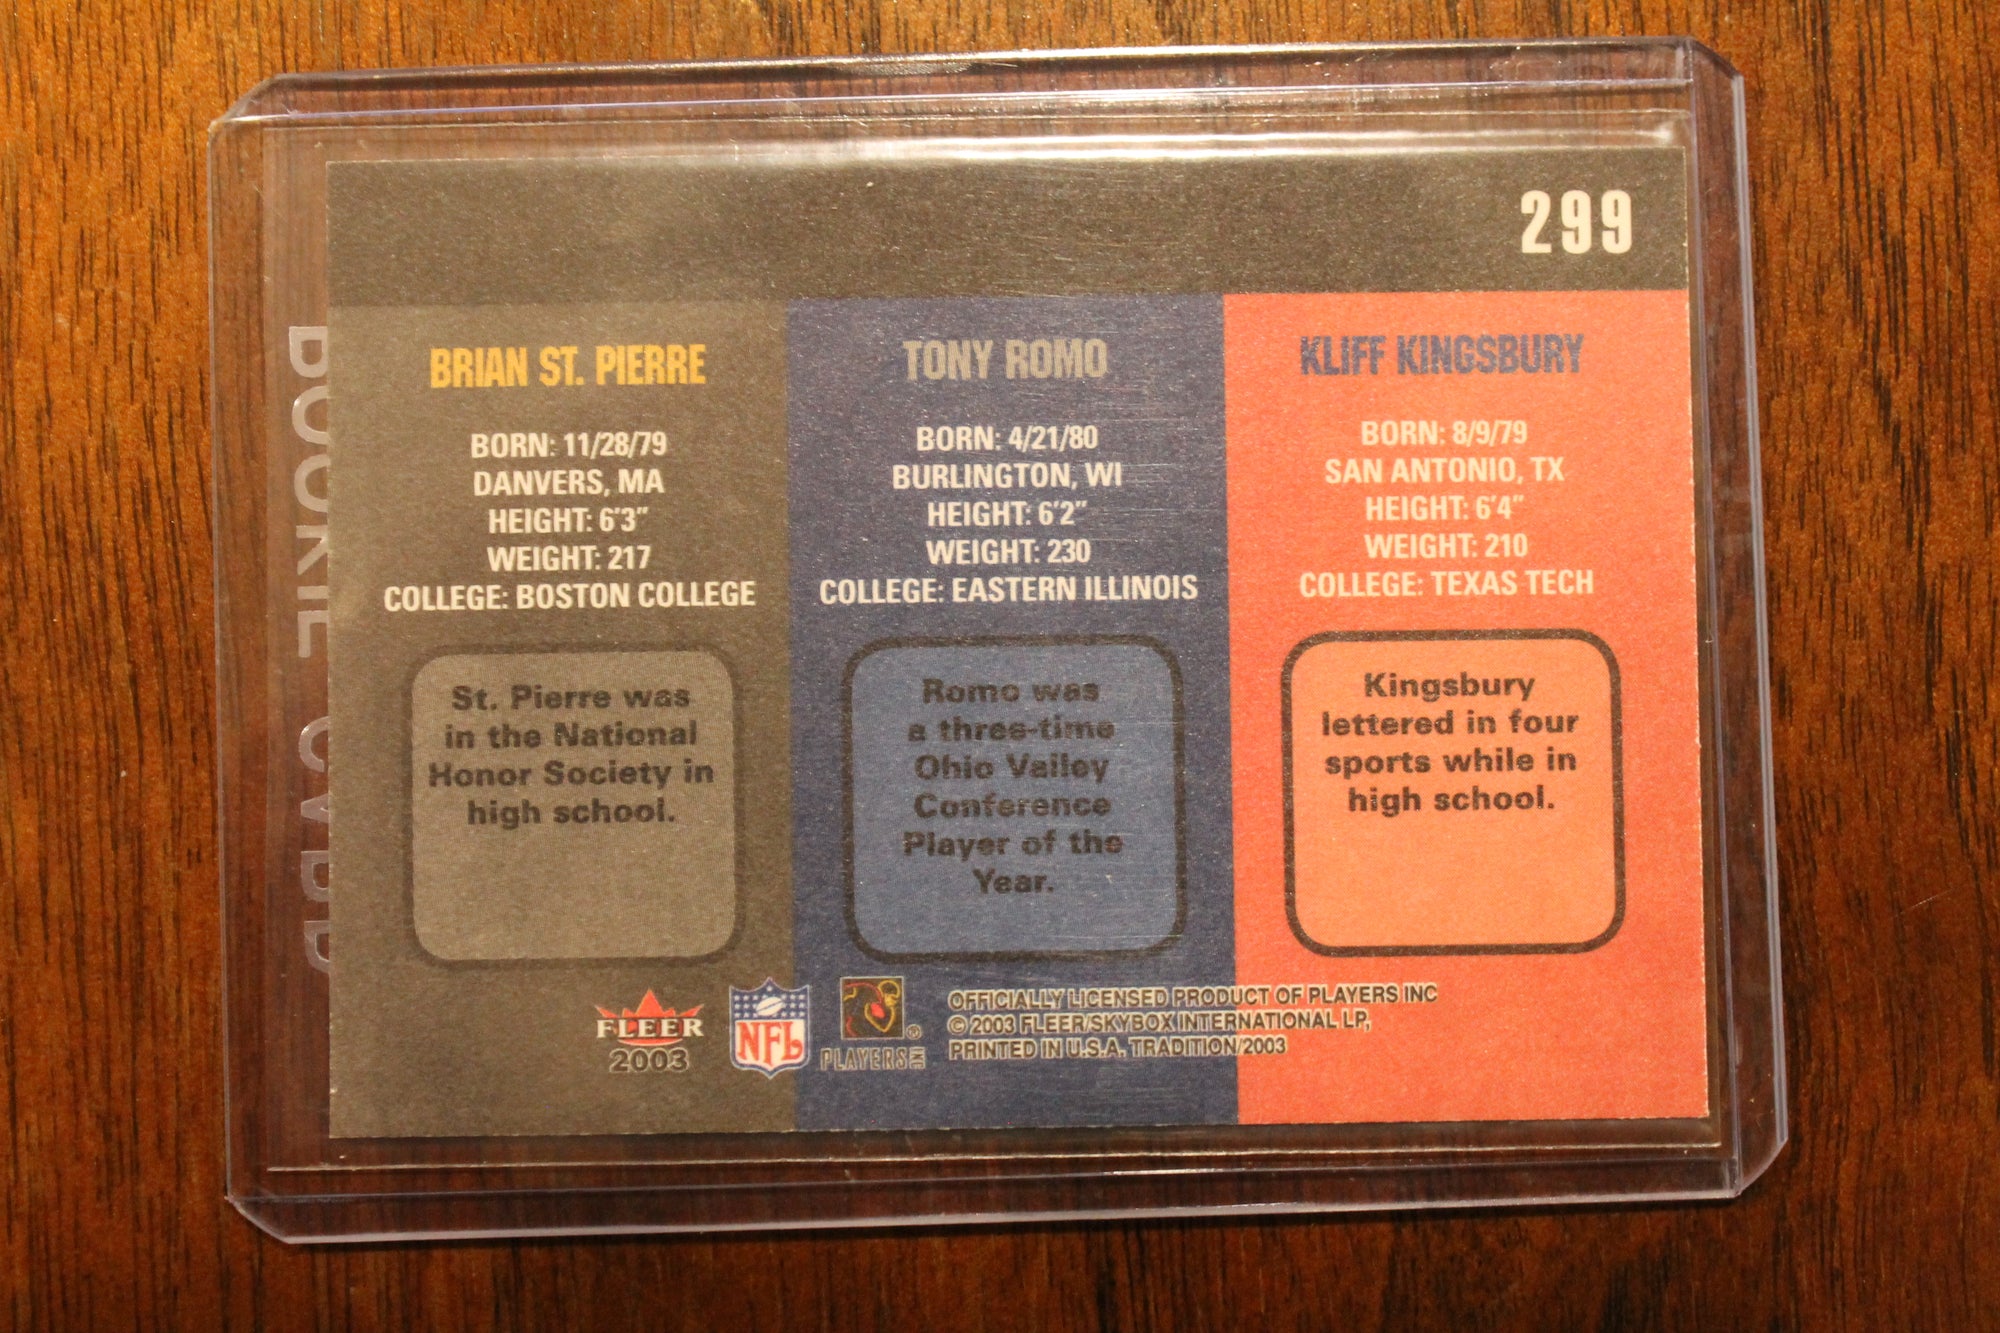 299
BRIAN ST. PIERRE
BORN: 11/28/79
DANVERS, MA
HEIGHT: 6'3"
WEIGHT: 217
COLLEGE: BOSTON COLLEGE
St. Pierre was
in the National
Honor Society in
high school.
TONY ROMO
BORN: 4/21/80
BURLINGTON, WI
HEIGHT: 6'2"
WEIGHT: 230
COLLEGE: EASTERN ILLINOIS
Romo was
a three-time
Ohio Valley
Conference
Player of the
Year.
KLIFF KINGSBURY
BORN: 8/9/79
SAN ANTONIO, TX
HEIGHT: 6'4"
WEIGHT: 210
COLLEGE: TEXAS TECH
Kingsbury
lettered in four
sports while in
high school.
FLEER
2003
NFL
PLAYERS INC
®
OFFICIALLY LICENSED PRODUCT OF PLAYERS INC
© 2003 FLEER/SKYBOX INTERNATIONAL LP,
PRINTED IN U.S.A. TRADITION/2003
ROOKIE CARD